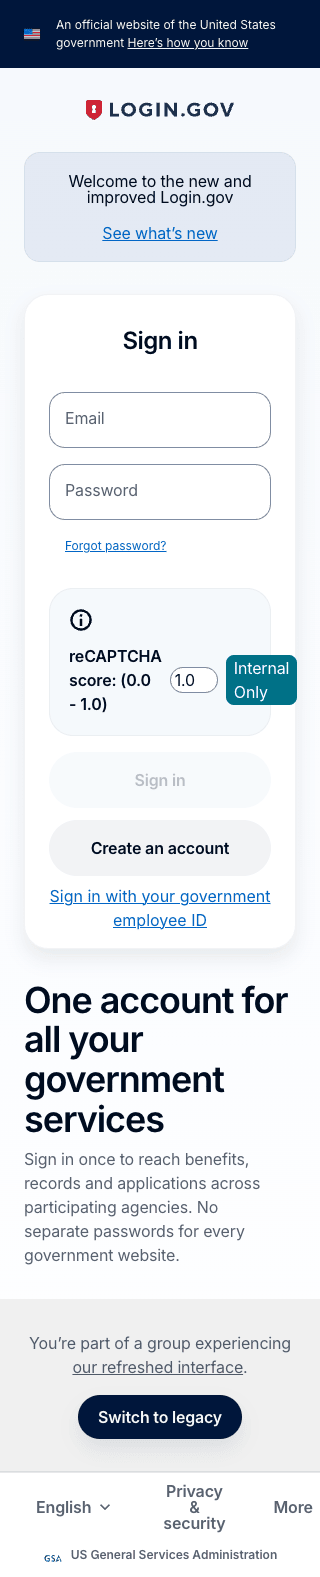 An official website of the United States
government Here’s how you know
LOGIN.GOV
Welcome to the new and
improved Login.gov
See what’s new
Sign in
Email
Password
Forgot password?
reCAPTCHA
score: (0.0
- 1.0)
1.0
Internal
Only
Sign in
Create an account
Sign in with your government
employee ID
One account for
all your
government
services
Sign in once to reach benefits,
records and applications across
participating agencies. No
separate passwords for every
government website.
You’re part of a group experiencing
our refreshed interface.
Switch to legacy
English
Privacy
&
security
More
GSA US General Services Administration